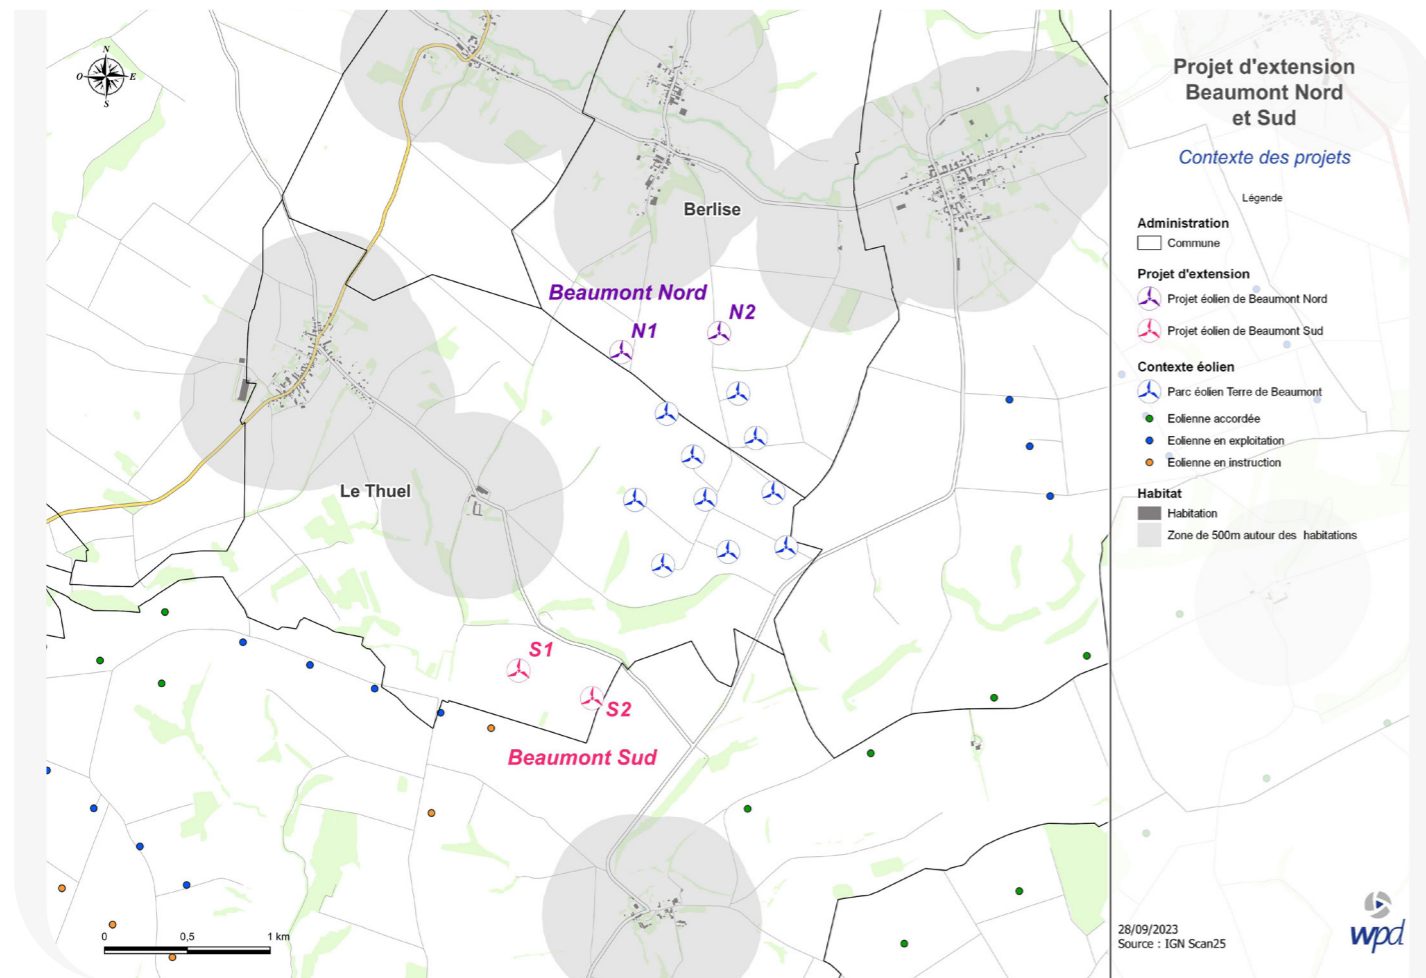 N
O
E
S
Berlise
Beaumont Nord
N1
N2
Le Thuel
S1
S2
Beaumont Sud
0
0,5
1 km
Projet d'extension
Beaumont Nord
et Sud
Contexte des projets
Légende
Administration
Commune
Projet d'extension
Projet éolien de Beaumont Nord
Projet éolien de Beaumont Sud
Contexte éolien
Parc éolien Terre de Beaumont
Eolienne accordée
Eolienne en exploitation
Eolienne en instruction
Habitat
Habitation
Zone de 500m autour des habitations
28/09/2023
Source : IGN Scan25
wpd